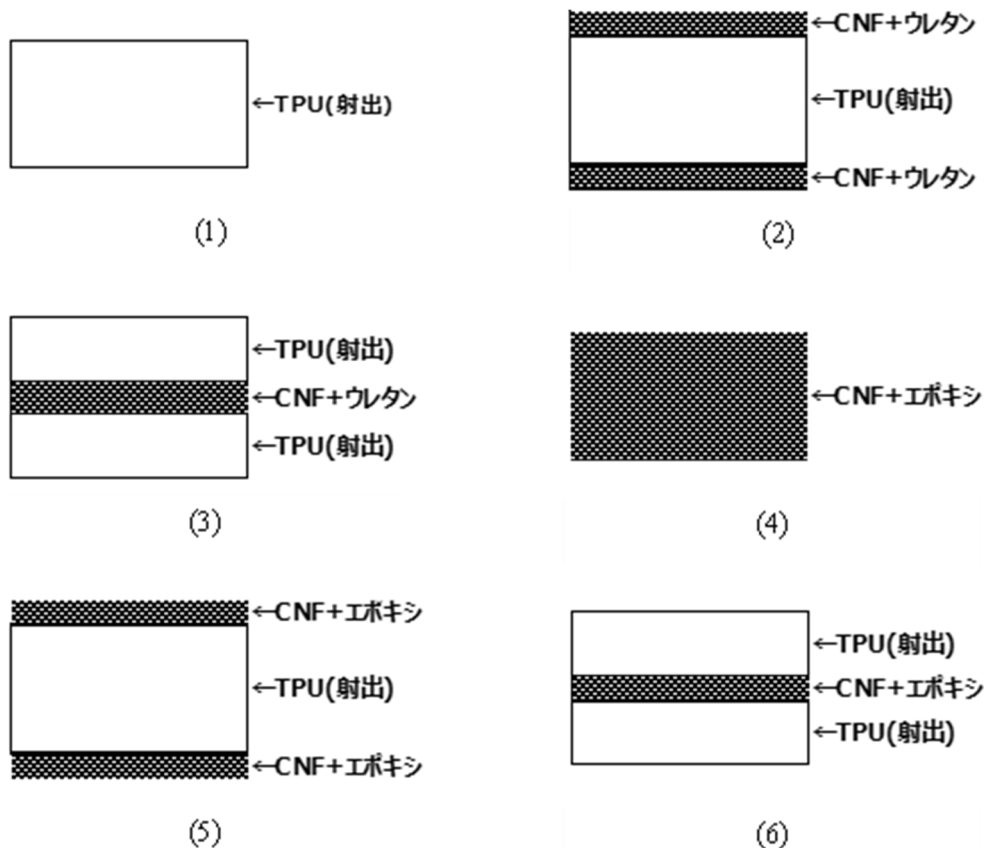 ←TPU(射出)
(1)
←CNF+ウレタン
←TPU(射出)
←CNF+ウレタン
(2)
←TPU(射出)
←CNF+ウレタン
←TPU(射出)
(3)
←CNF+エポキシ
(4)
←CNF+エポキシ
←TPU(射出)
←CNF+エポキシ
(5)
←TPU(射出)
←CNF+エポキシ
←TPU(射出)
(6)